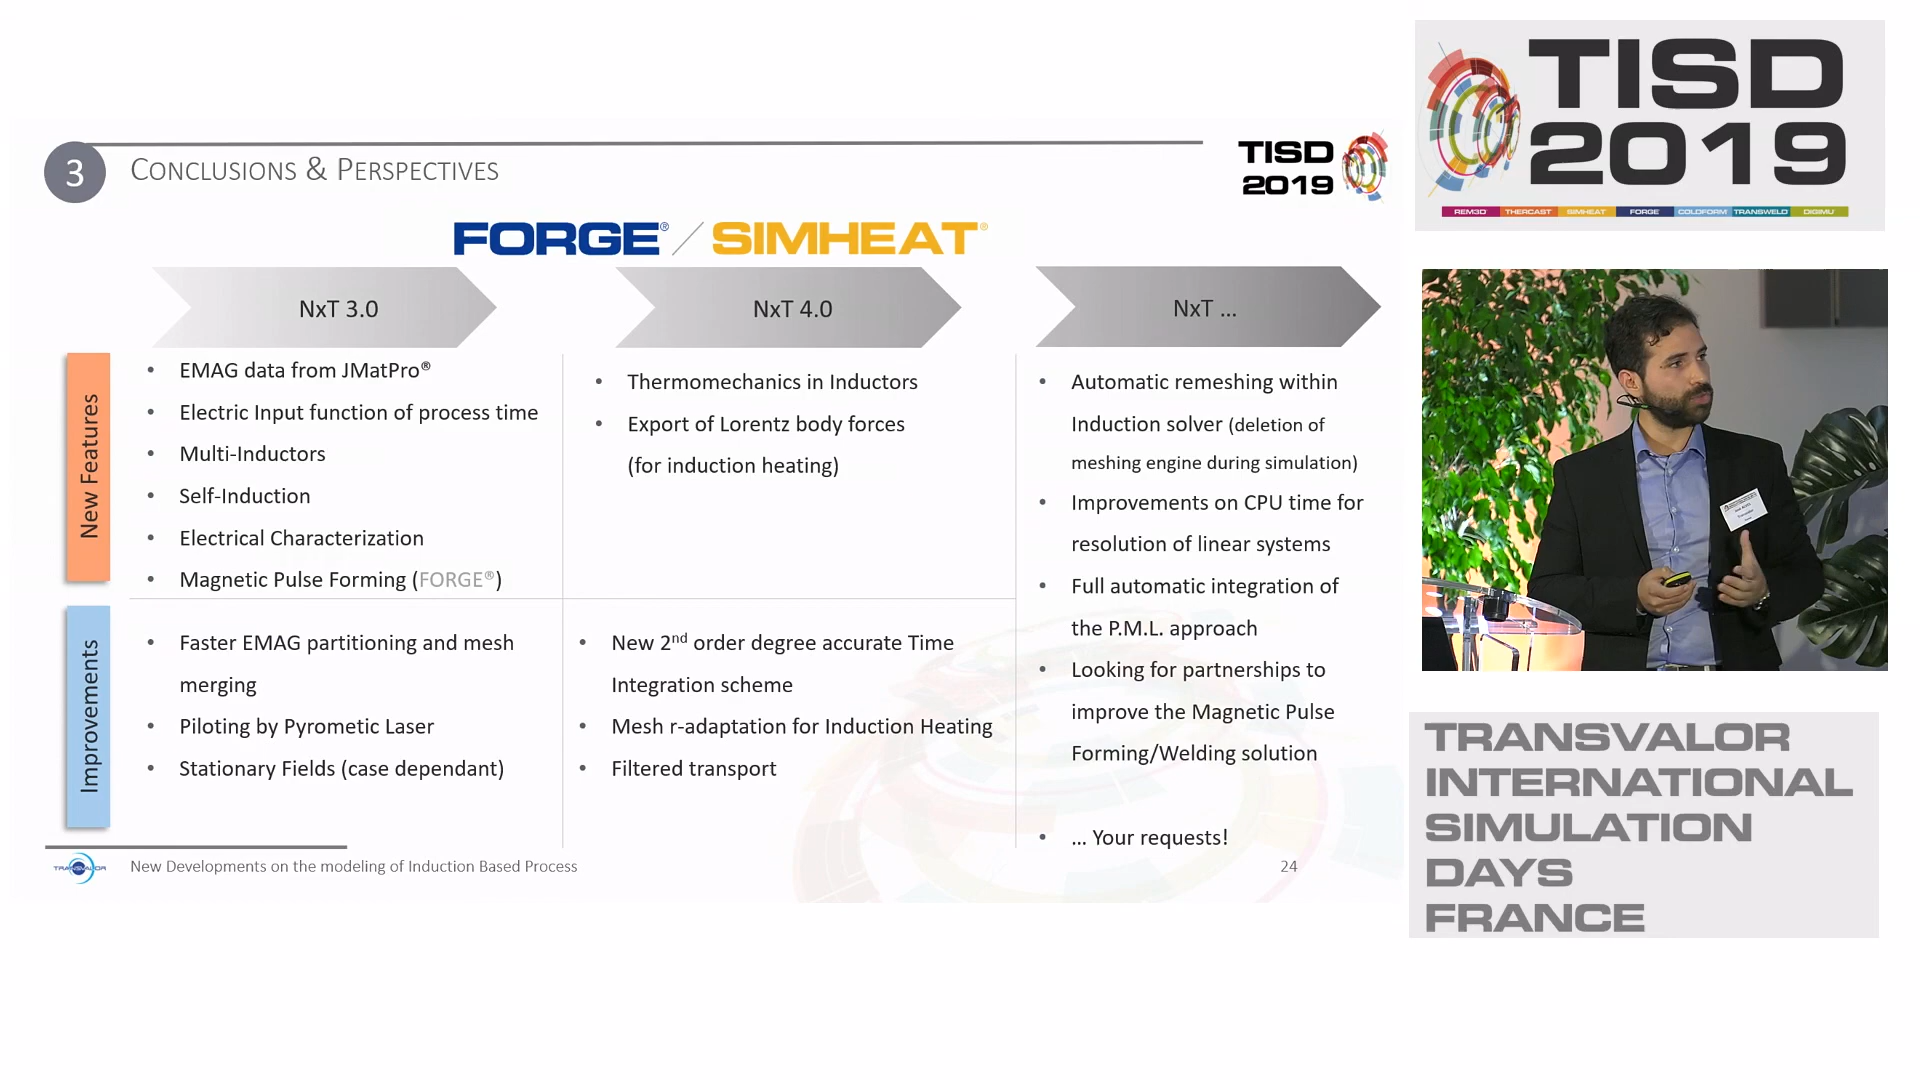 3
CONCLUSIONS & PERSPECTIVES
TISD
2019
FORGE® / SIMHEAT®
NxT 3.0
NxT 4.0
NxT ...
New Features
• EMAG data from JMatPro®
• Electric Input function of process time
• Multi-Inductors
• Self-Induction
• Electrical Characterization
• Magnetic Pulse Forming (FORGE®)
• Thermomechanics in Inductors
• Export of Lorentz body forces
(for induction heating)
Improvements
• Faster EMAG partitioning and mesh
merging
• Piloting by Pyrometic Laser
• Stationary Fields (case dependant)
• New 2nd order degree accurate Time
Integration scheme
• Mesh r-adaptation for Induction Heating
• Filtered transport
• Automatic remeshing within
Induction solver (deletion of
meshing engine during simulation)
• Improvements on CPU time for
resolution of linear systems
• Full automatic integration of
the P.M.L. approach
• Looking for partnerships to
improve the Magnetic Pulse
Forming/Welding solution
• ... Your requests!
TRANSVALOR
New Developments on the modeling of Induction Based Process
24
TISD
2019
REM3D THERCAST SIMHEAT FORGE COLDFORM TRANSWELD DIGIMU
TRANSVALOR
INTERNATIONAL
SIMULATION
DAYS
FRANCE